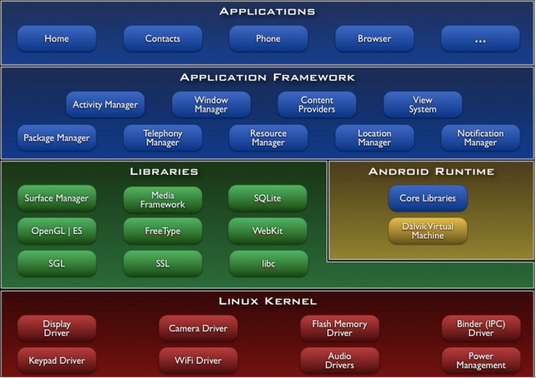 APPLICATIONS
Home
Contacts
Phone
Browser
...
APPLICATION FRAMEWORK
Activity Manager
Window
Manager
Content
Providers
View
System
Package Manager
Telephony
Manager
Resource
Manager
Location
Manager
Notification
Manager
LIBRARIES
Surface Manager
Media
Framework
SQLite
OpenGL | ES
FreeType
WebKit
SGL
SSL
libc
ANDROID RUNTIME
Core Libraries
Dalvik Virtual
Machine
LINUX KERNEL
Display
Driver
Camera Driver
Flash Memory
Driver
Binder (IPC)
Driver
Keypad Driver
WiFi Driver
Audio
Drivers
Power
Management